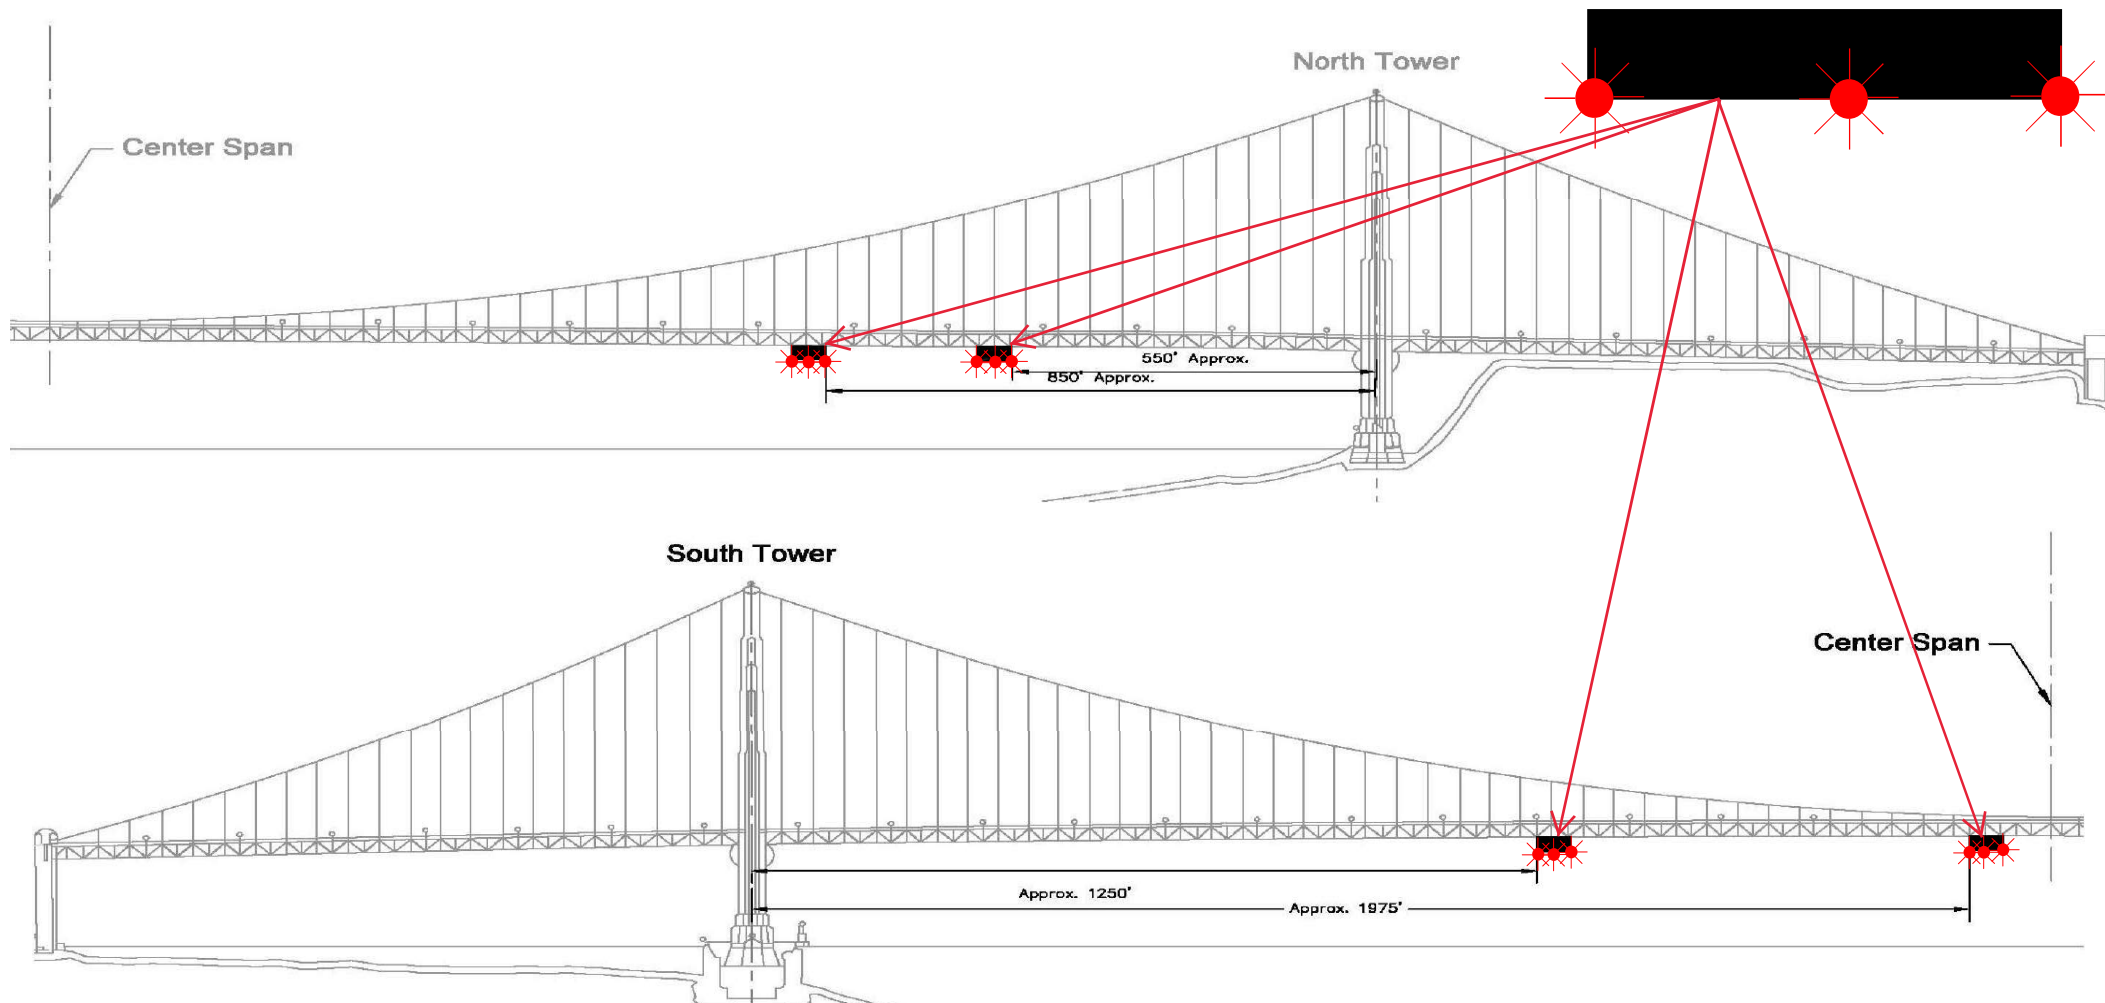 North Tower
Center Span
550' Approx.
850' Approx.
South Tower
Center Span
Approx. 1250'
Approx. 1975'